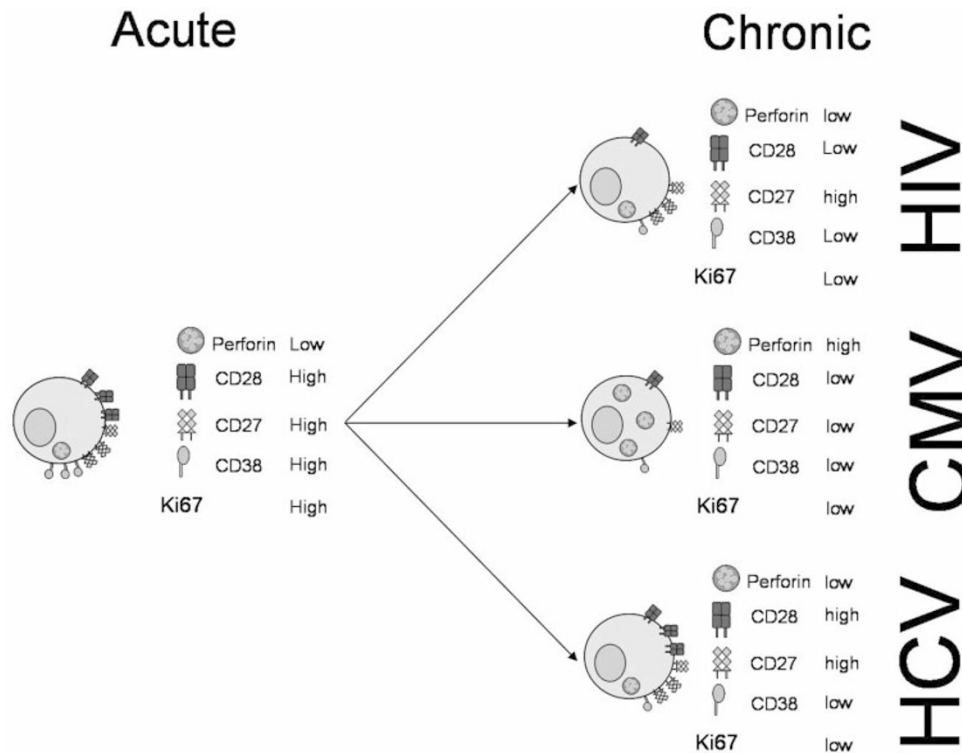 Acute
Chronic
Perforin low
CD28 Low
CD27 high
CD38 Low
Ki67 Low
HIV
Perforin Low
CD28 High
CD27 High
CD38 High
Ki67 High
Perforin high
CD28 low
CD27 low
CD38 low
Ki67 low
CMV
Perforin low
CD28 high
CD27 high
CD38 low
Ki67 low
HCV